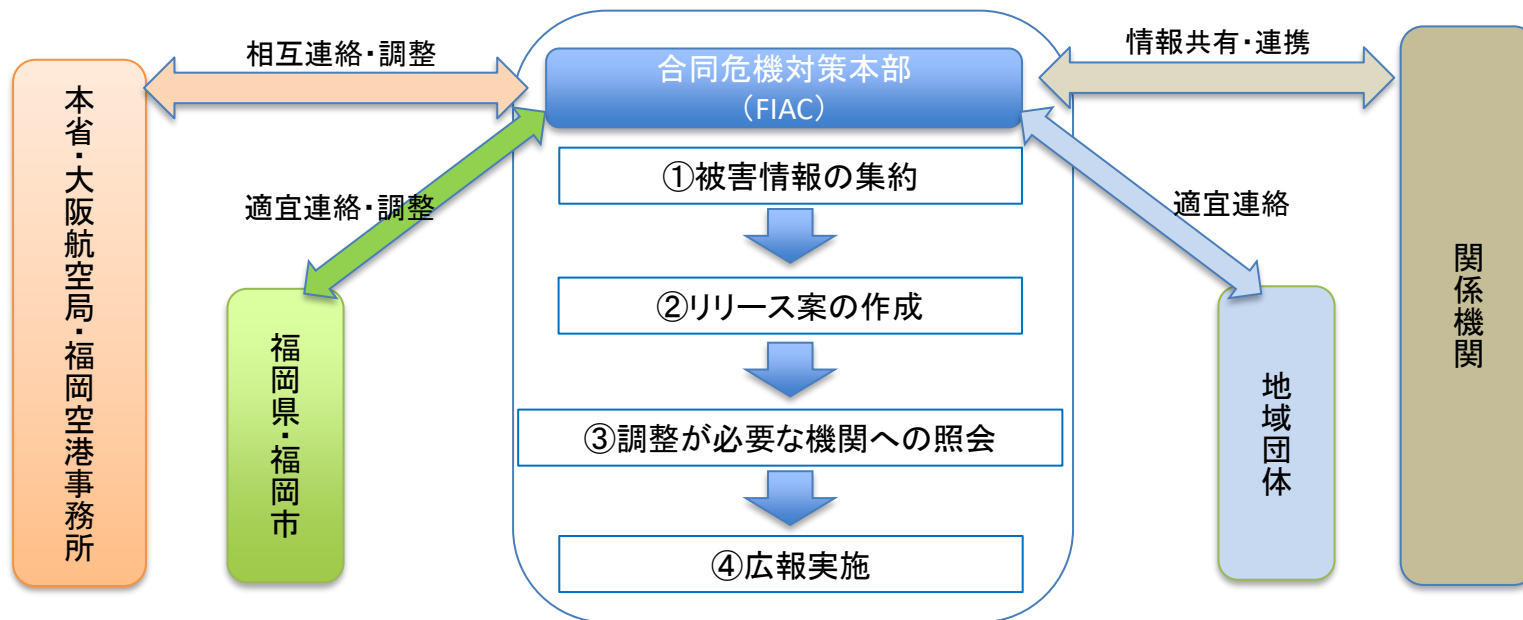 相互連絡・調整
合同危機対策本部
（FIAC）
情報共有・連携
本省・大阪航空局・福岡空港事務所
①被害情報の集約
適宜連絡・調整
適宜連絡
関係機関
②リリース案の作成
福岡県・福岡市
地域団体
③調整が必要な機関への照会
④広報実施